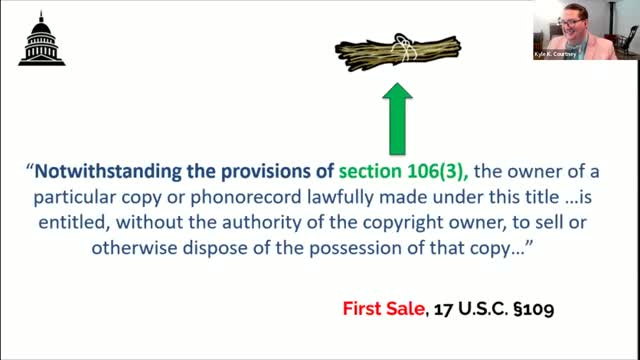 Kyle K. Courtney
“Notwithstanding the provisions of section 106(3), the owner of a
particular copy or phonorecord lawfully made under this title …is
entitled, without the authority of the copyright owner, to sell or
otherwise dispose of the possession of that copy…”
First Sale, 17 U.S.C. §109